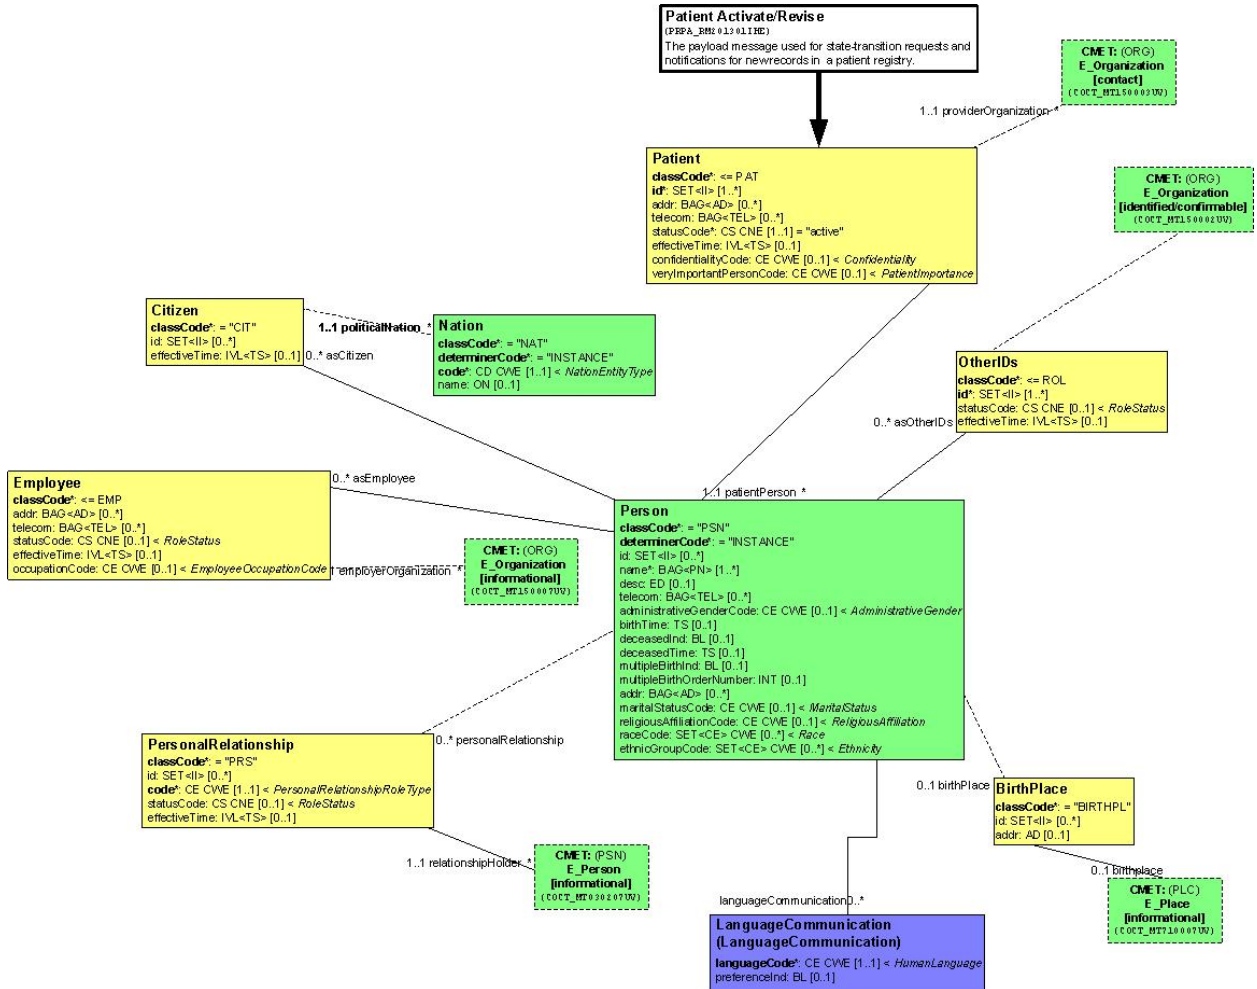 Patient Activate/Revise
(PRPA_RM201301IHE)
The payload message used for state-transition requests and
notifications for newrecords in a patient registry.
CMET: (ORG)
E_Organization
[contact]
(COCT_MT150003UV)
1..1 providerOrganization *
Patient
classCode*: <= PAT
id*: SET<II> [1..*]
addr: BAG<AD> [0..*]
telecom: BAG<TEL> [0..*]
statusCode*: CS CNE [1..1] = "active"
effectiveTime: IVL<TS> [0..1]
confidentialityCode: CE CWE [0..1] < Confidentiality
veryImportantPersonCode: CE CWE [0..1] < PatientImportance
CMET: (ORG)
E_Organization
[identified/confirmable]
(COCT_MT150002UV)
Citizen
classCode*: = "CIT"
id: SET<II> [0..*]
effectiveTime: IVL<TS> [0..1]
0..* asCitizen
1..1 politicalNation *
Nation
classCode*: = "NAT"
determinerCode*: = "INSTANCE"
code*: CD CWE [1..1] < NationEntityType
name: ON [0..1]
OtherIDs
classCode*: <= ROL
id*: SET<II> [1..*]
statusCode: CS CNE [0..1] < RoleStatus
effectiveTime: IVL<TS> [0..1]
0..* asOtherIDs
Employee
classCode*: <= EMP
addr: BAG<AD> [0..*]
telecom: BAG<TEL> [0..*]
statusCode: CS CNE [0..1] < RoleStatus
effectiveTime: IVL<TS> [0..1]
occupationCode: CE CWE [0..1] < EmployeeOccupationCode
0..* asEmployee
employerOrganization *
CMET: (ORG)
E_Organization
[informational]
(COCT_MT150007UV)
1..1 patientPerson *
Person
classCode*: = "PSN"
determinerCode*: = "INSTANCE"
id: SET<II> [0..*]
name*: BAG<PN> [1..*]
desc: ED [0..1]
telecom: BAG<TEL> [0..*]
administrativeGenderCode: CE CWE [0..1] < AdministrativeGender
birthTime: TS [0..1]
deceasedInd: BL [0..1]
deceasedTime: TS [0..1]
multipleBirthInd: BL [0..1]
multipleBirthOrderNumber: INT [0..1]
addr: BAG<AD> [0..*]
maritalStatusCode: CE CWE [0..1] < MaritalStatus
religiousAffiliationCode: CE CWE [0..1] < ReligiousAffiliation
raceCode: SET<CE> CWE [0..*] < Race
ethnicGroupCode: SET<CE> CWE [0..*] < Ethnicity
PersonalRelationship
classCode*: = "PRS"
id: SET<II> [0..*]
code*: CE CWE [1..1] < PersonalRelationshipRoleType
statusCode: CS CNE [0..1] < RoleStatus
effectiveTime: IVL<TS> [0..1]
0..* personalRelationship
1..1 relationshipHolder *
CMET: (PSN)
E_Person
[informational]
(COCT_MT030207UV)
0..1 birthPlace
BirthPlace
classCode*: = "BIRTHPL"
id: SET<II> [0..*]
addr: AD [0..1]
0..1 birthplace
CMET: (PLC)
E_Place
[informational]
(COCT_MT710007UV)
languageCommunication 0..*
LanguageCommunication
(LanguageCommunication)
languageCode*: CE CWE [1..1] < HumanLanguage
preferenceInd: BL [0..1]